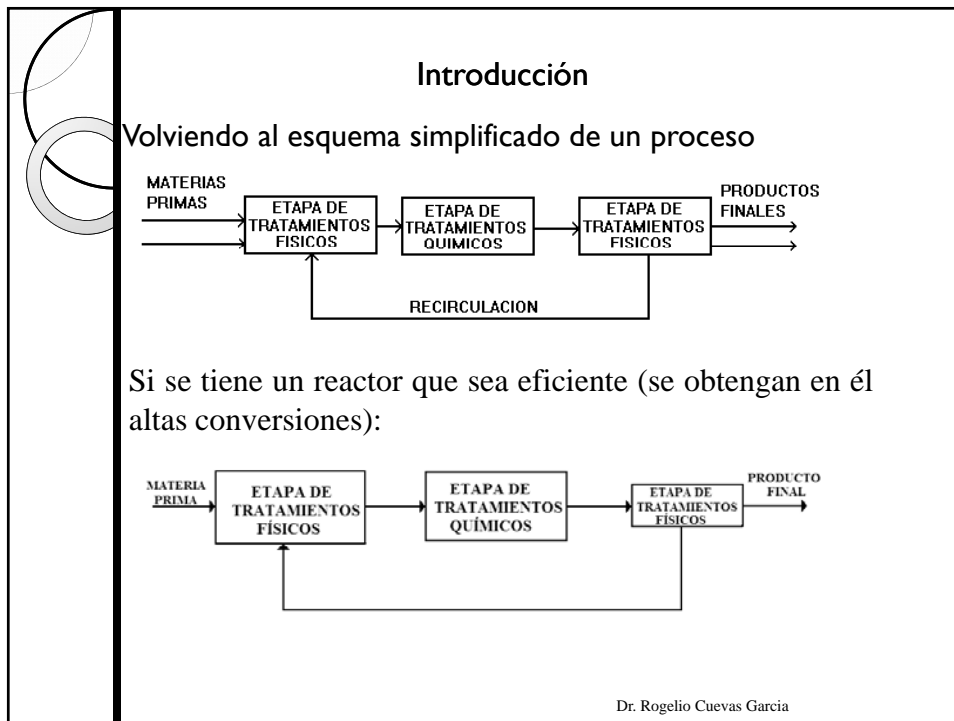 Introducción
Volviendo al esquema simplificado de un proceso
MATERIAS
PRIMAS
ETAPA DE
TRATAMIENTOS
FISICOS
ETAPA DE
TRATAMIENTOS
QUIMICOS
ETAPA DE
TRATAMIENTOS
FISICOS
PRODUCTOS
FINALES
RECIRCULACION
Si se tiene un reactor que sea eficiente (se obtengan en él
altas conversiones):
MATERIA
PRIMA
ETAPA DE
TRATAMIENTOS
FÍSICOS
ETAPA DE
TRATAMIENTOS
QUÍMICOS
ETAPA DE
TRATAMIENTOS
FÍSICOS
PRODUCTO
FINAL
Dr. Rogelio Cuevas Garcia